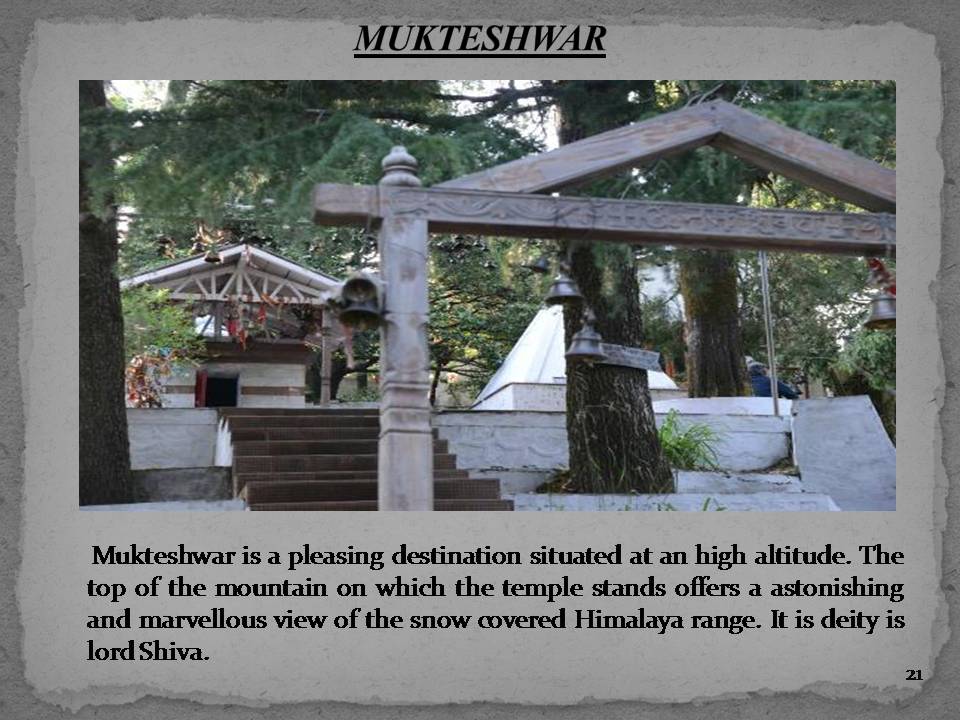 MUKTESHWAR
Mukteshwar is a pleasing destination situated at an high altitude. The
top of the mountain on which the temple stands offers a astonishing
and marvellous view of the snow covered Himalaya range. It is deity is
lord Shiva.
21